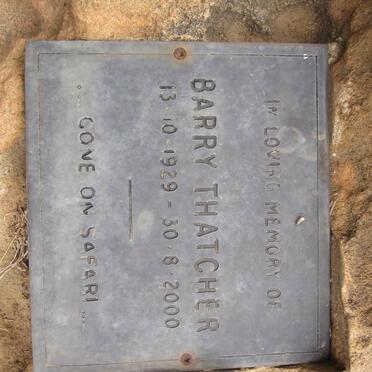 IN LOVING MEMORY OF
BARRY THATCHER
13.10.1929 - 30.8.2000
.... GONE ON SAFARI ...